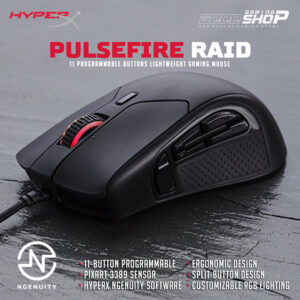 HYPERX
GAMING
GECO SHOP
PULSEFIRE RAID
11 PROGRAMMABLE BUTTONS LIGHTWEIGHT GAMING MOUSE
N
NGENUITY
11-BUTTON PROGRAMMABLE
PIXART 3389 SENSOR
HYPERX NGENUITY SOFTWARE
ERGONOMIC DESIGN
SPLIT-BUTTON DESIGN
CUSTOMIZABLE RGB LIGHTING